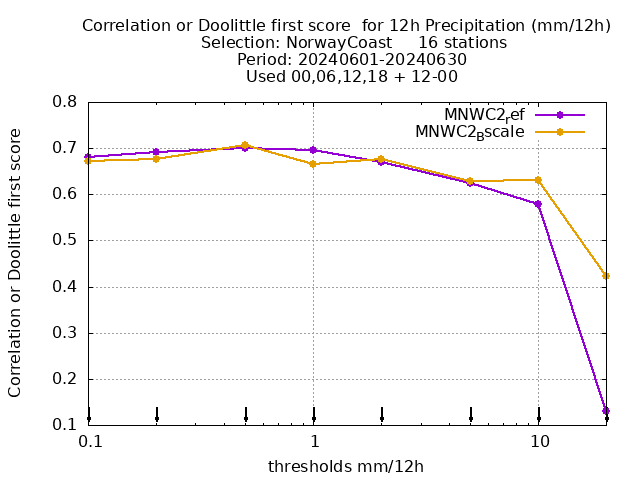 Correlation or Doolittle first score  for 12h Precipitation (mm/12h)
Selection: NorwayCoast     16 stations
Period: 20240601-20240630
Used 00,06,12,18 + 12-00
MNWC2ref
MNWC2Bscale
Correlation or Doolittle first score
0.8
0.7
0.6
0.5
0.4
0.3
0.2
0.1
0.1 1 10
thresholds mm/12h